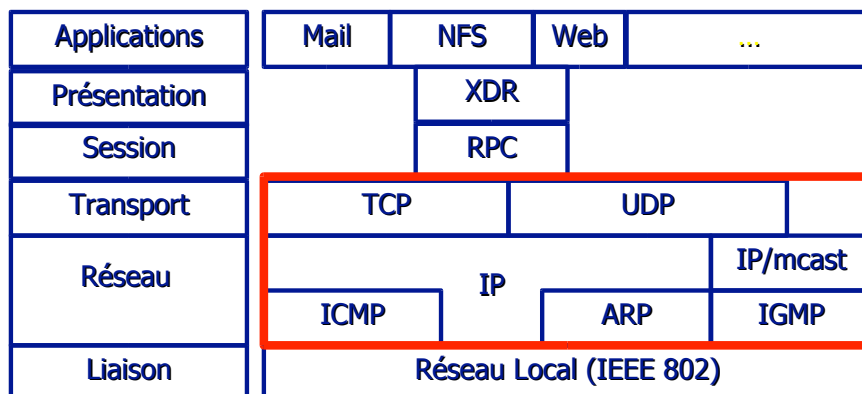 Applications Mail NFS Web ...
Présentation XDR
Session RPC
Transport TCP UDP
Réseau IP IP/mcast
ICMP ARP IGMP
Liaison Réseau Local (IEEE 802)